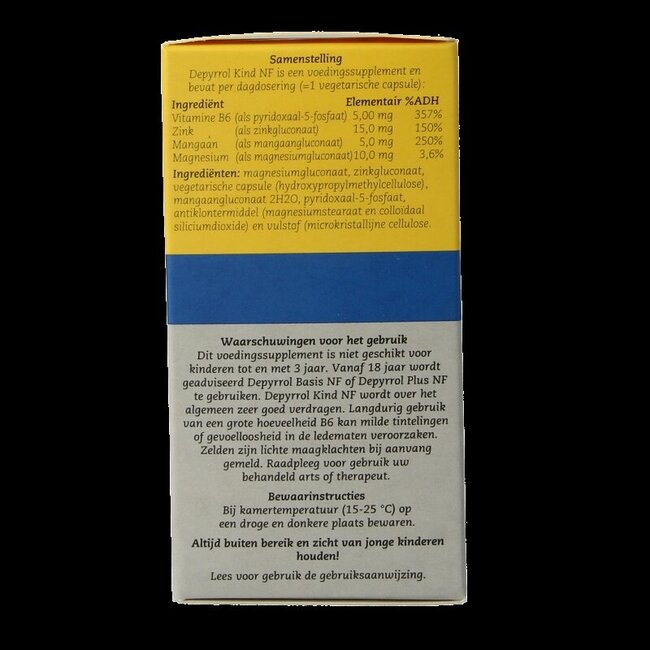 Samenstelling
Depyrrol Kind NF is een voedingssupplement en
bevat per dagdosering (=1 vegetarische capsule):
Ingrediënt Elementair %ADH
Vitamine B6 (als pyridoxaal-5-fosfaat) 5,00 mg 357%
Zink (als zinkgluconaat) 15,0 mg 150%
Mangaan (als mangaangluconaat) 5,0 mg 250%
Magnesium (als magnesiumgluconaat) 10,0 mg 3,6%
Ingrediënten: magnesiumgluconaat, zinkgluconaat,
vegetarische capsule (hydroxypropylmethylcellulose),
mangaangluconaat 2H2O, pyridoxaal-5-fosfaat,
antiklontermiddel (magnesiumstearaat en colloïdaal
siliciumdioxide) en vulstof (microkristallijne cellulose.
Waarschuwingen voor het gebruik
Dit voedingssupplement is niet geschikt voor
kinderen tot en met 3 jaar. Vanaf 18 jaar wordt
geadviseerd Depyrrol Basis NF of Depyrrol Plus NF
te gebruiken. Depyrrol Kind NF wordt over het
algemeen zeer goed verdragen. Langdurig gebruik
van een grote hoeveelheid B6 kan milde tintelingen
of gevoelloosheid in de ledematen veroorzaken.
Zelden zijn lichte maagklachten bij aanvang
gemeld. Raadpleeg voor gebruik uw
behandeld arts of therapeut.
Bewaarinstructies
Bij kamertemperatuur (15-25 °C) op
een droge en donkere plaats bewaren.
Altijd buiten bereik en zicht van jonge kinderen
houden!
Lees voor gebruik de gebruiksaanwijzing.